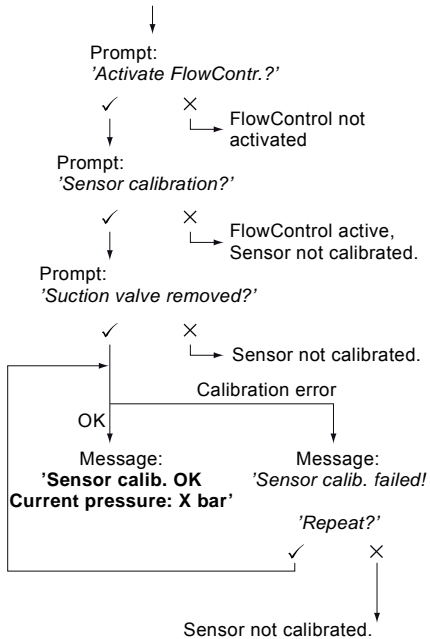 Prompt:
'Activate FlowContr.?'
✓ ✕
FlowControl not
activated
Prompt:
'Sensor calibration?'
✓ ✕
FlowControl active,
Sensor not calibrated.
Prompt:
'Suction valve removed?'
✓ ✕
Sensor not calibrated.
Calibration error
OK
Message:
'Sensor calib. OK
Current pressure: X bar'
Message:
'Sensor calib. failed!
'Repeat?'
✓ ✕
Sensor not calibrated.